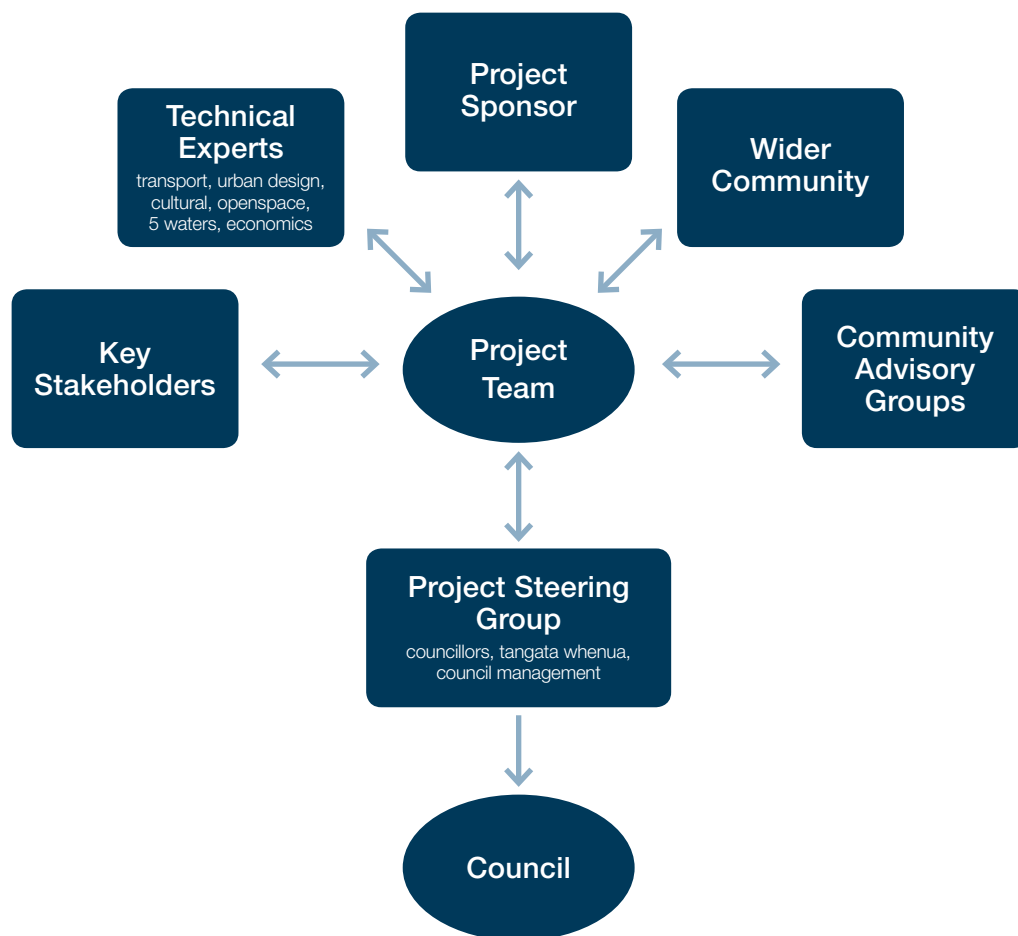 Project
Sponsor
Technical
Experts
transport, urban design,
cultural, openspace,
5 waters, economics
Wider
Community
Key
Stakeholders
Project
Team
Community
Advisory
Groups
Project Steering
Group
councillors, tangata whenua,
council management
Council